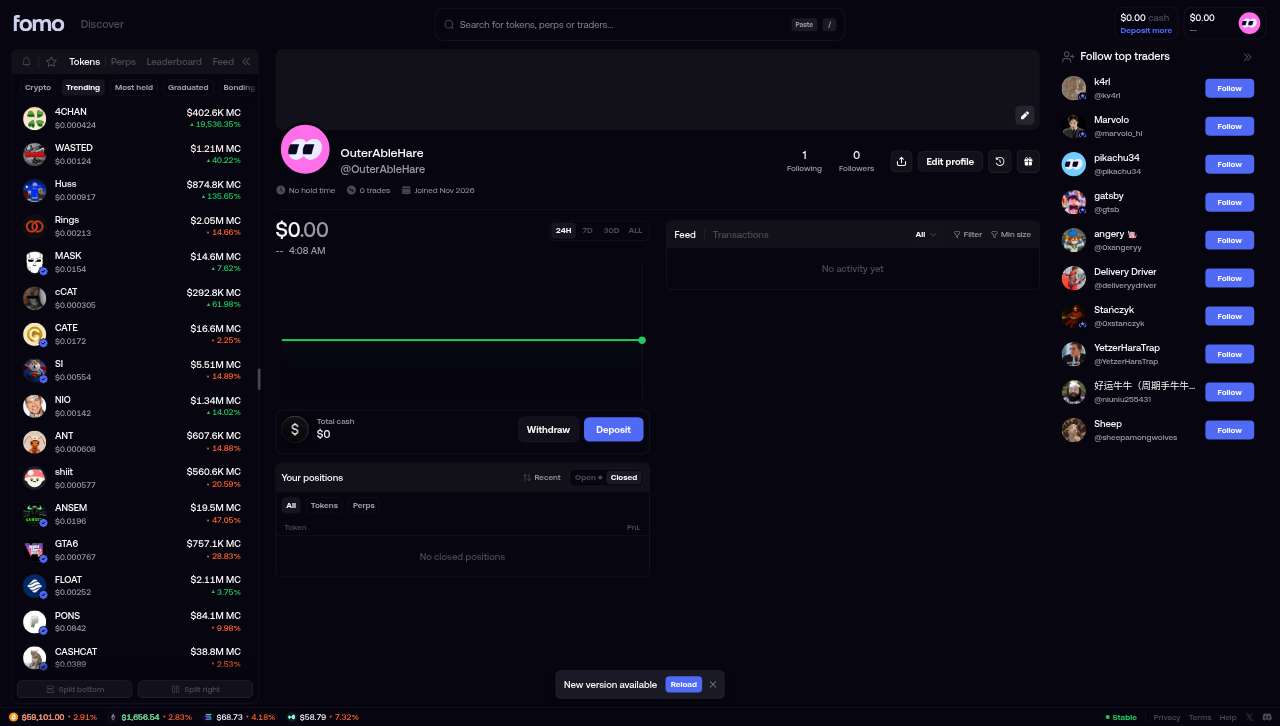 fomo Discover Search for tokens, perps or traders... Paste / $0.00 cash $0.00
Deposit more —
Tokens Perps Leaderboard Feed
Crypto Trending Most held Graduated Bonding
4CHAN $402.6K MC
$0.000424 19,536.35%
WASTED $1.21M MC
$0.00124 40.22%
Huss $874.8K MC
$0.000917 135.65%
Rings $2.05M MC
$0.00213 14.66%
MASK $14.6M MC
$0.0154 7.62%
cCAT $292.8K MC
$0.000305 61.98%
CATE $16.6M MC
$0.0172 2.25%
SI $5.51M MC
$0.00554 14.89%
NIO $1.34M MC
$0.00142 14.02%
ANT $607.6K MC
$0.000608 14.88%
shiit $560.6K MC
$0.000577 20.59%
ANSEM $19.5M MC
$0.0196 47.05%
GTA6 $757.1K MC
$0.000767 28.83%
FLOAT $2.11M MC
$0.00252 3.75%
PONS $84.1M MC
$0.0842 9.98%
CASHCAT $38.8M MC
$0.0389 2.53%
Split bottom Split right
OuterAbleHare
@OuterAbleHare
1 Following
0 Followers
Edit profile
No hold time 0 trades Joined Nov 2026
$0.00 24H 7D 30D ALL
-- 4:08 AM
Total cash
$0
Withdraw Deposit
Your positions Recent Open Closed
All Tokens Perps
Token PnL
No closed positions
Feed Transactions All Filter Min size
No activity yet
Follow top traders
k4rl
@kv4rl
Follow
Marvolo
@marvolo_hl
Follow
pikachu34
@pikachu34
Follow
gatsby
@gtsb
Follow
angery
@0xangeryy
Follow
Delivery Driver
@deliveryydriver
Follow
Stańczyk
@0xstanczyk
Follow
YetzerHaraTrap
@YetzerHaraTrap
Follow
好运牛牛（周期手牛牛...
@niuniu255431
Follow
Sheep
@sheepamongwolves
Follow
New version available Reload
$59,101.00 2.91% $1,656.54 2.83% $68.73 4.18% $58.79 7.32% Stable Privacy Terms Help